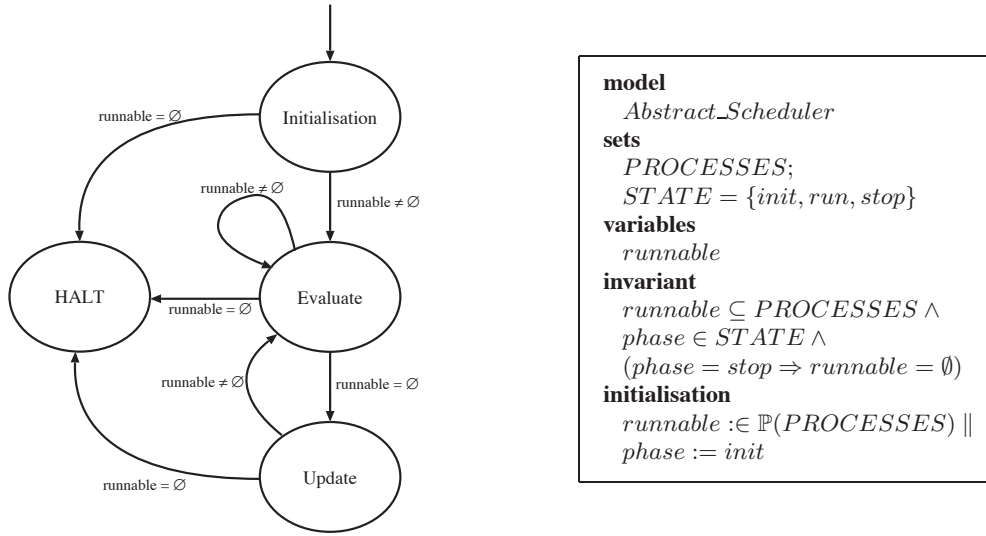 Initialisation
runnable = ∅
runnable ≠ ∅
runnable ≠ ∅
HALT
Evaluate
runnable = ∅
runnable ≠ ∅
runnable = ∅
Update
runnable = ∅
model
Abstract_Scheduler
sets
PROCESSES;
STATE = {init, run, stop}
variables
runnable
invariant
runnable ⊆ PROCESSES ∧
phase ∈ STATE ∧
(phase = stop ⇒ runnable = ∅)
initialisation
runnable :∈ ℙ(PROCESSES) ∥
phase := init